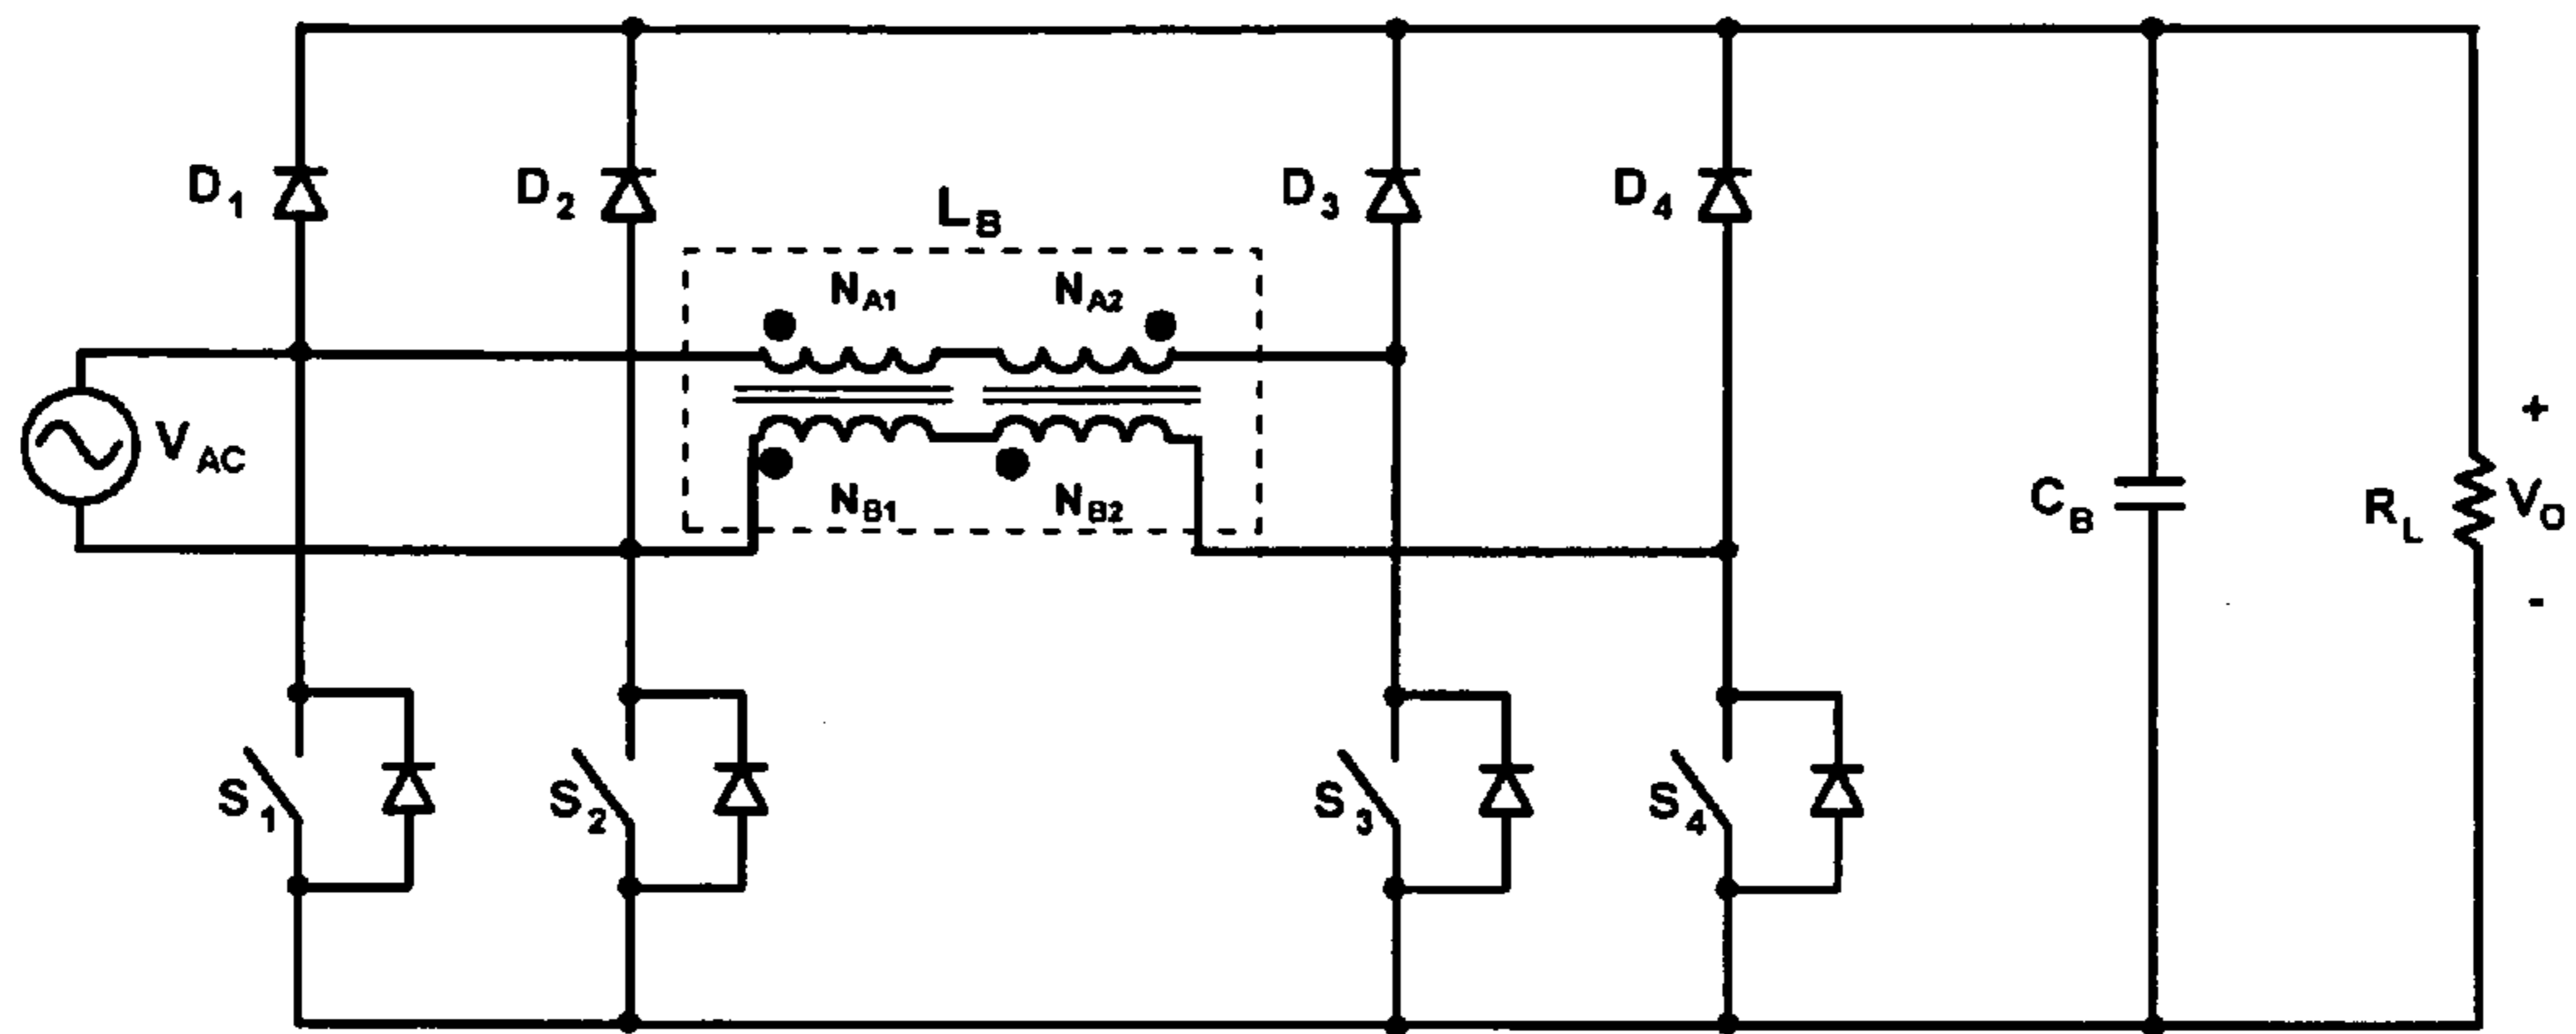 D1
D2
LB
D3
D4
NA1
NA2
VAC
NB1
NB2
CB
RL
+
VO
-
S1
S2
S3
S4